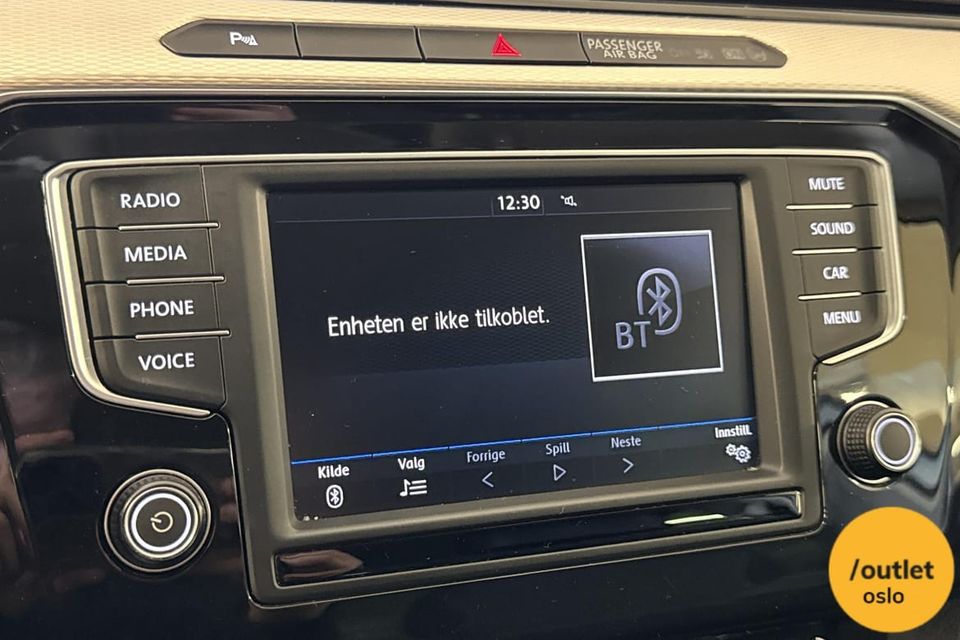 P
PASSENGER
AIR BAG
RADIO
MEDIA
PHONE
VOICE
12:30
Enheten er ikke tilkoblet.
BT
Kilde
Valg
Forrige
Spill
Neste
Innstill.
MUTE
SOUND
CAR
MENU
/outlet
oslo